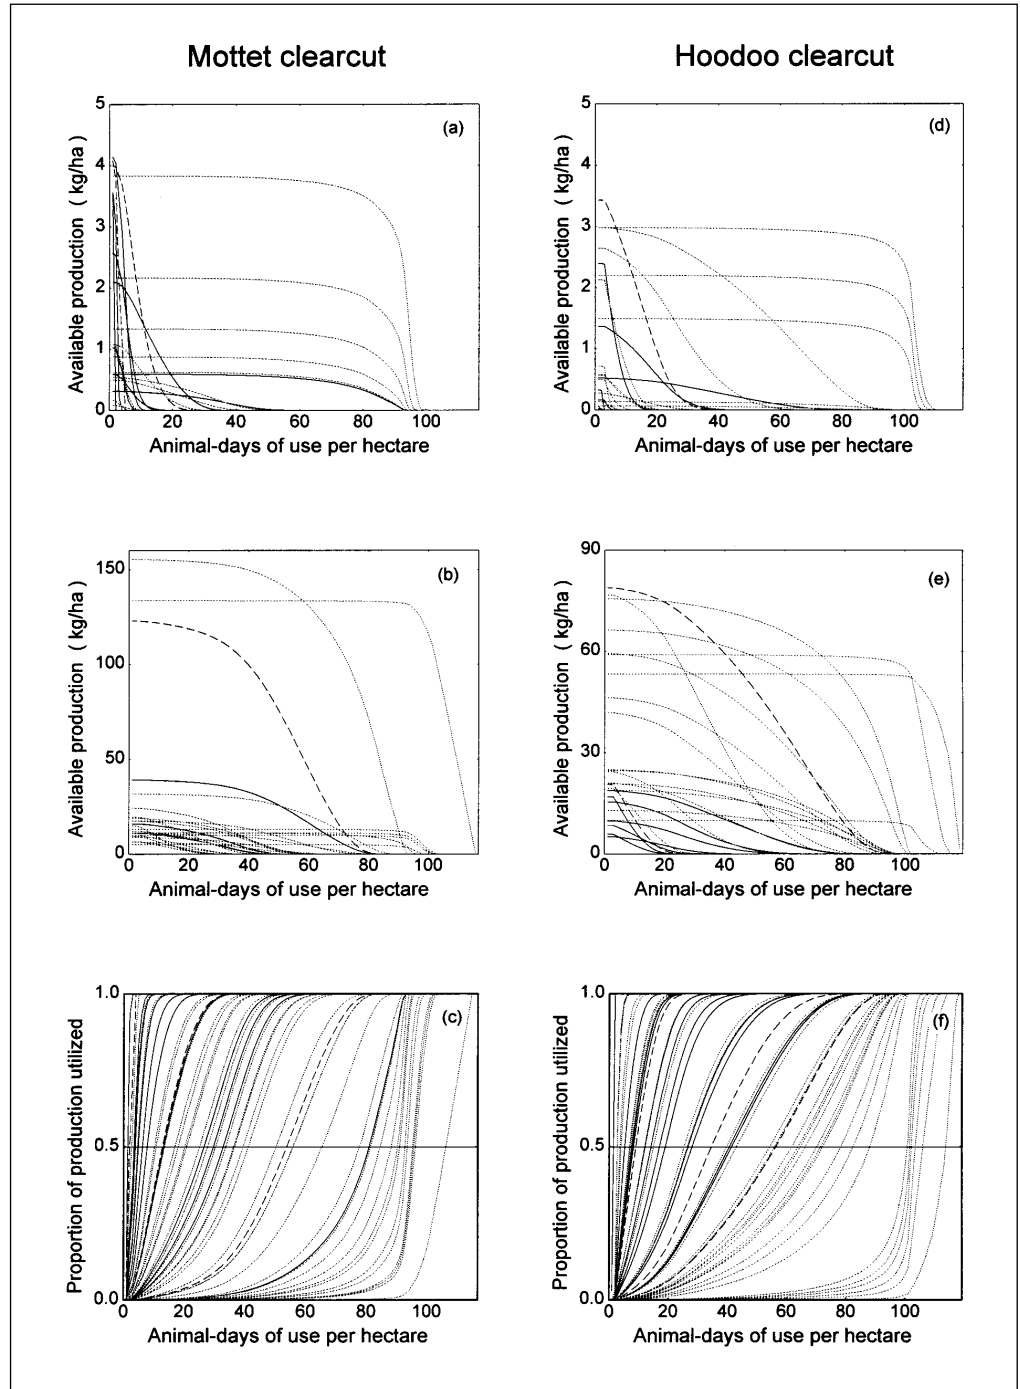 Mottet clearcut
Hoodoo clearcut
(a)
Available production ( kg/ha )
5
4
3
2
1
0
0 20 40 60 80 100
Animal-days of use per hectare
(d)
Available production ( kg/ha )
5
4
3
2
1
0
0 20 40 60 80 100
Animal-days of use per hectare
(b)
Available production ( kg/ha )
150
100
50
0
0 20 40 60 80 100
Animal-days of use per hectare
(e)
Available production ( kg/ha )
90
60
30
0
0 20 40 60 80 100
Animal-days of use per hectare
(c)
Proportion of production utilized
1.0
0.5
0.0
0 20 40 60 80 100
Animal-days of use per hectare
(f)
Proportion of production utilized
1.0
0.5
0.0
0 20 40 60 80 100
Animal-days of use per hectare